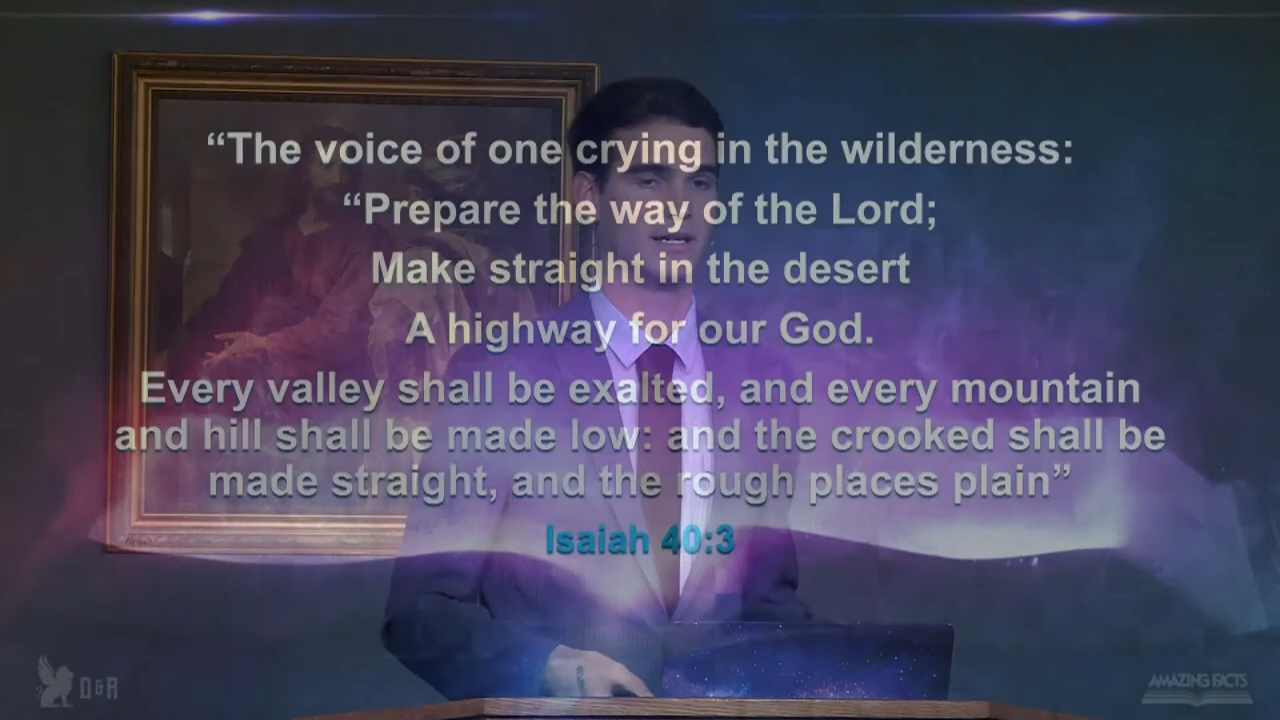 “The voice of one crying in the wilderness:
“Prepare the way of the Lord;
Make straight in the desert
A highway for our God.
Every valley shall be exalted, and every mountain
and hill shall be made low: and the crooked shall be
made straight, and the rough places plain”
Isaiah 40:3
D&R
AMAZING FACTS